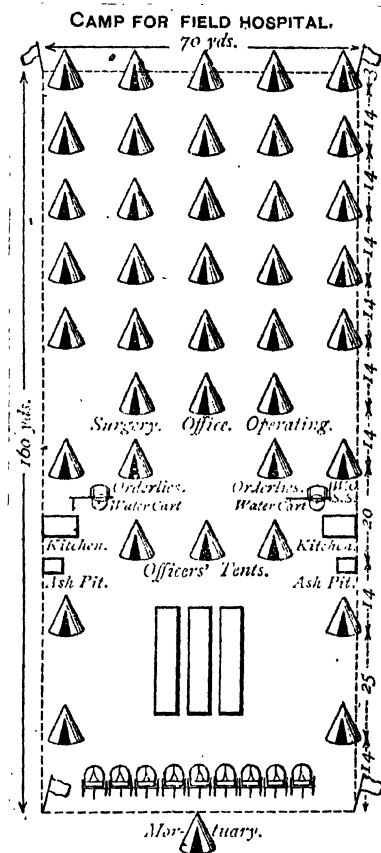 CAMP FOR FIELD HOSPITAL.
70 yds.
3
14
14
14
14
14
14
160 yds.
Surgery. Office. Operating.
Orderlies. Orderlies. W.O.
Water Cart Water Cart S.S.
20
Kitchen. Kitchen.
Officers' Tents.
Ash Pit. Ash Pit.
14
25
14
Mortuary.